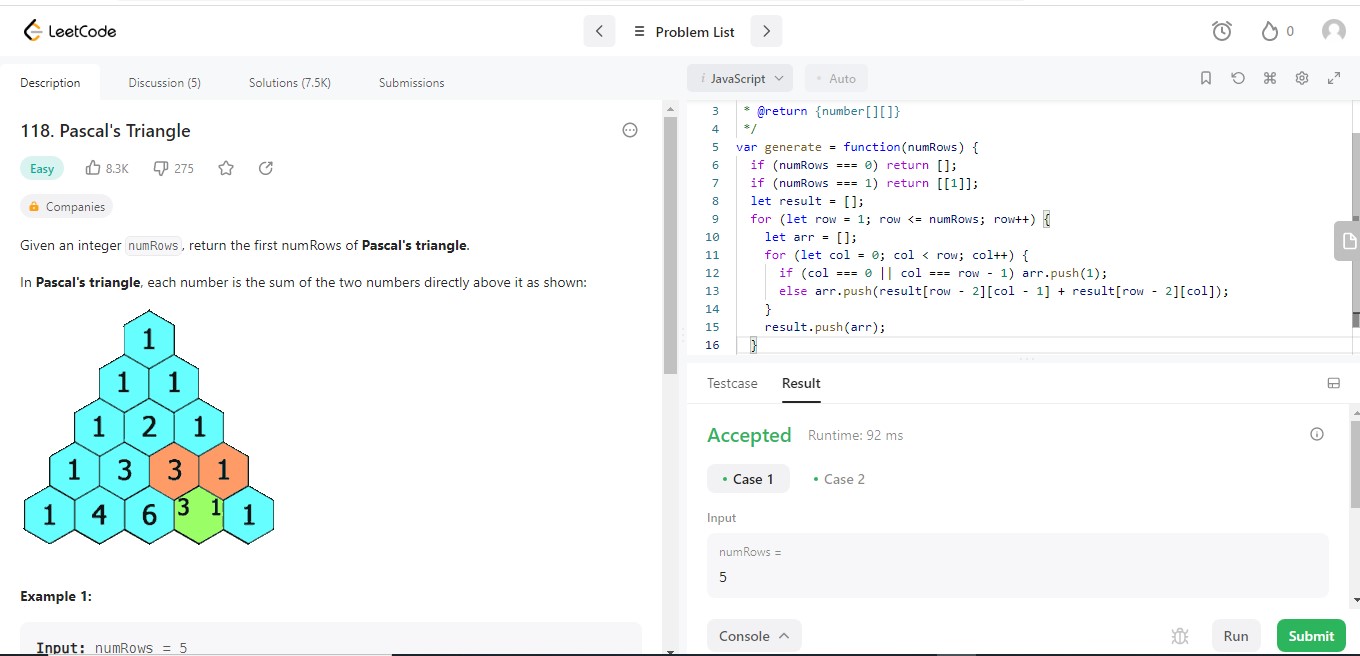 LeetCode
Problem List
0
Description
Discussion (5)
Solutions (7.5K)
Submissions
118. Pascal's Triangle
Easy
8.3K
275
Companies
Given an integer numRows, return the first numRows of Pascal's triangle.
In Pascal's triangle, each number is the sum of the two numbers directly above it as shown:
1
1 1
1 2 1
1 3 3 1
1 4 6 3 1 1
Example 1:
Input: numRows = 5
i JavaScript
Auto
3 * @return {number[][]}
4 */
5 var generate = function(numRows) {
6 if (numRows === 0) return [];
7 if (numRows === 1) return [[1]];
8 let result = [];
9 for (let row = 1; row <= numRows; row++) {
10 let arr = [];
11 for (let col = 0; col < row; col++) {
12 if (col === 0 || col === row - 1) arr.push(1);
13 else arr.push(result[row - 2][col - 1] + result[row - 2][col]);
14 }
15 result.push(arr);
16 }
Testcase
Result
Accepted
Runtime: 92 ms
• Case 1
• Case 2
Input
numRows =
5
Console
Run
Submit